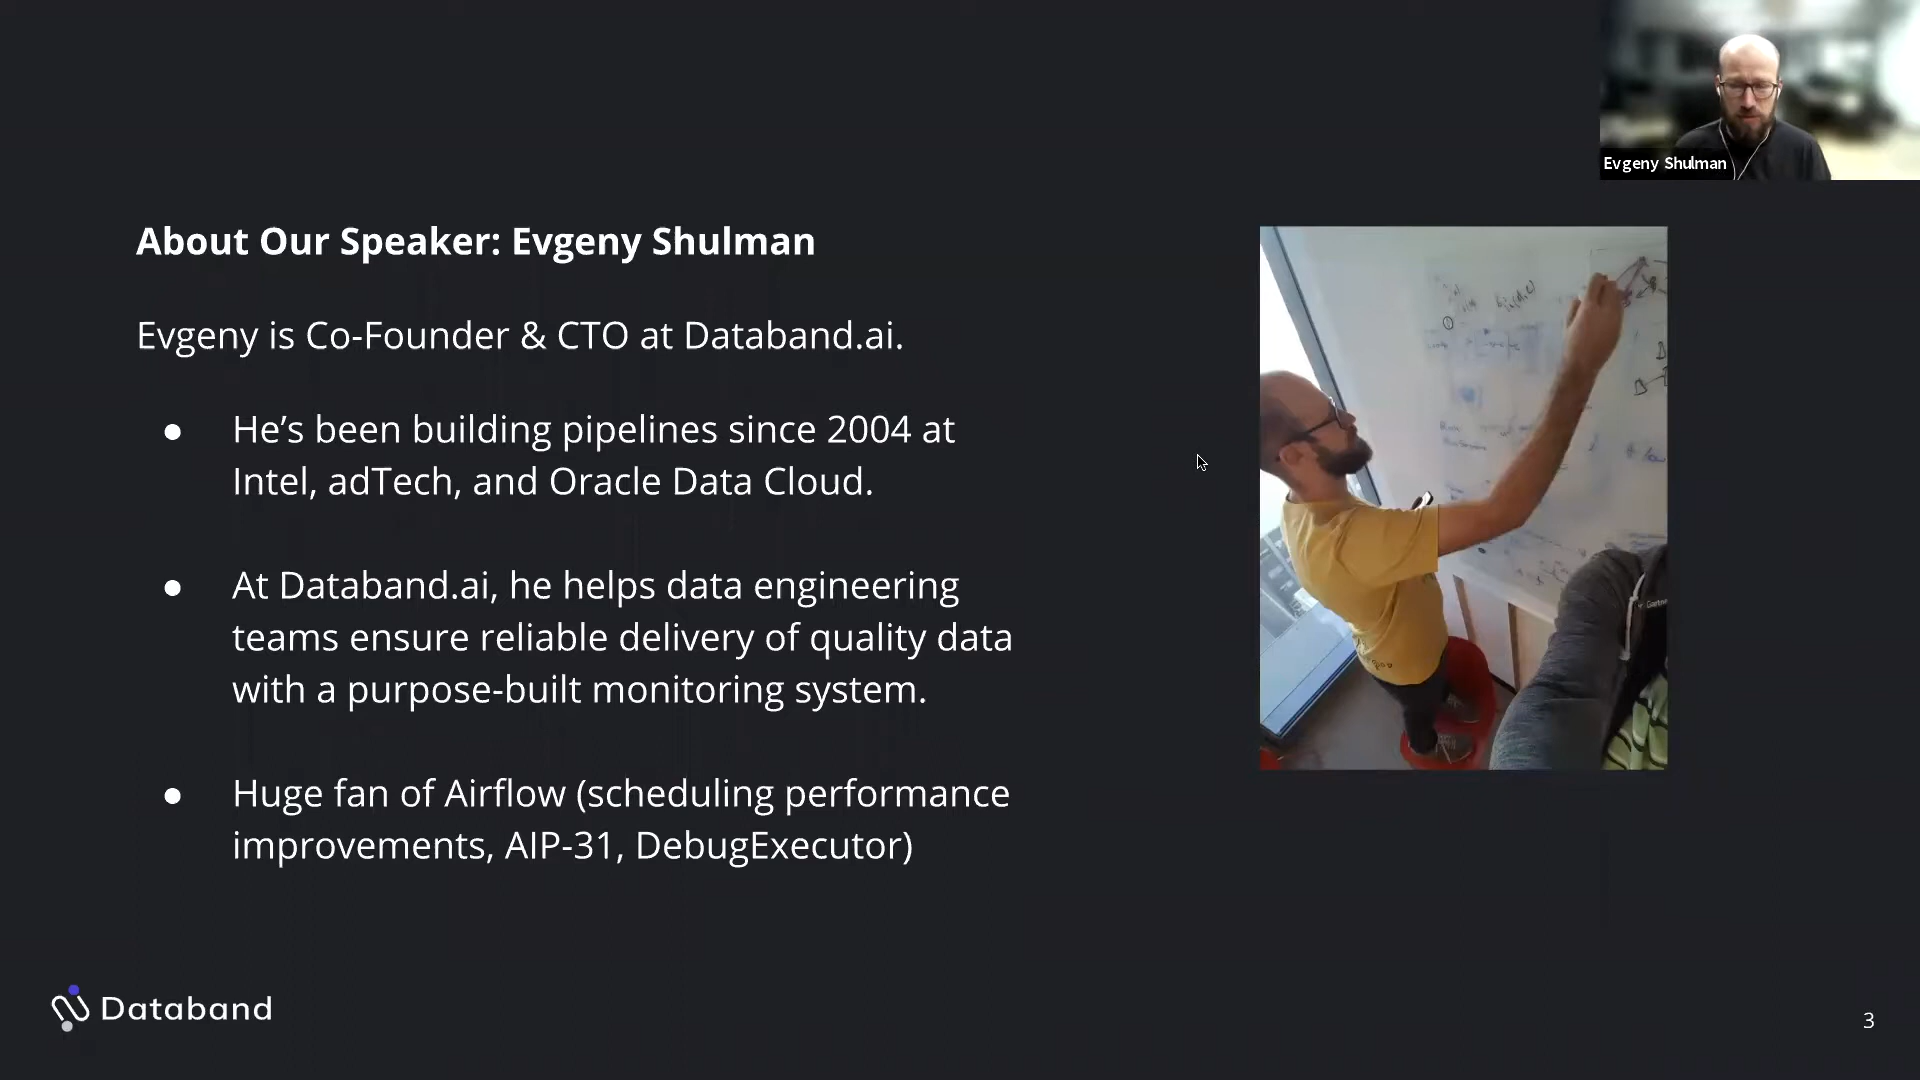 Evgeny Shulman
About Our Speaker: Evgeny Shulman
Evgeny is Co-Founder & CTO at Databand.ai.
● He’s been building pipelines since 2004 at
Intel, adTech, and Oracle Data Cloud.
● At Databand.ai, he helps data engineering
teams ensure reliable delivery of quality data
with a purpose-built monitoring system.
● Huge fan of Airflow (scheduling performance
improvements, AIP-31, DebugExecutor)
Databand
3